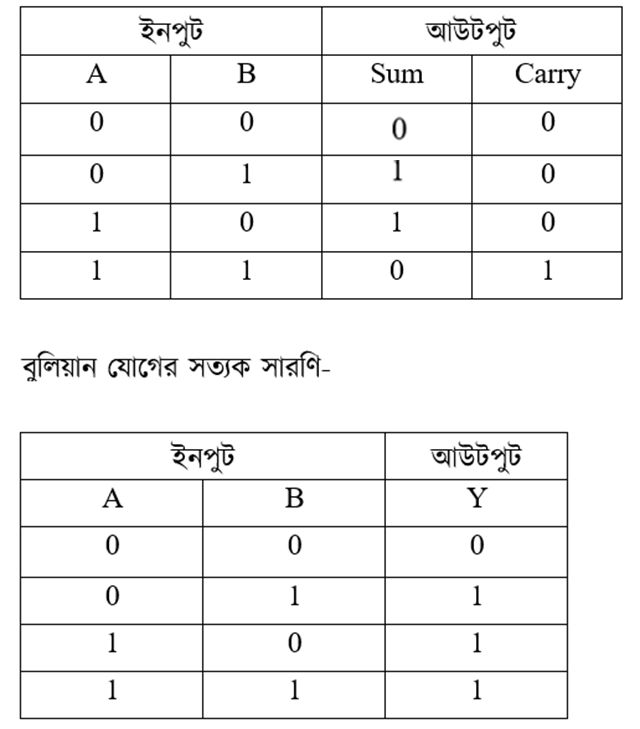 ইনপুট আউটপুট
A B Sum Carry
0 0 0 0
0 1 1 0
1 0 1 0
1 1 0 1
বুলিয়ান যোগের সত্যক সারণি-
ইনপুট আউটপুট
A B Y
0 0 0
0 1 1
1 0 1
1 1 1